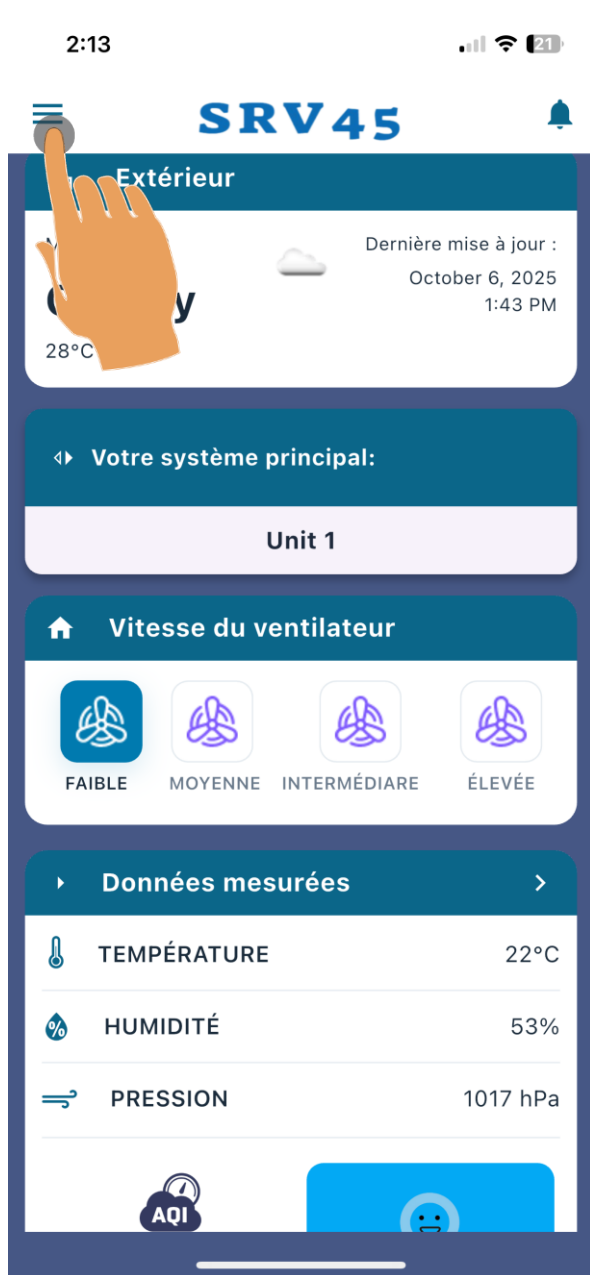 2:13
21
SRV45
Extérieur
Dernière mise à jour :
October 6, 2025
1:43 PM
28°C
Votre système principal:
Unit 1
Vitesse du ventilateur
FAIBLE MOYENNE INTERMÉDIARE ÉLEVÉE
Données mesurées
TEMPÉRATURE 22°C
HUMIDITÉ 53%
% PRESSION 1017 hPa
AQI